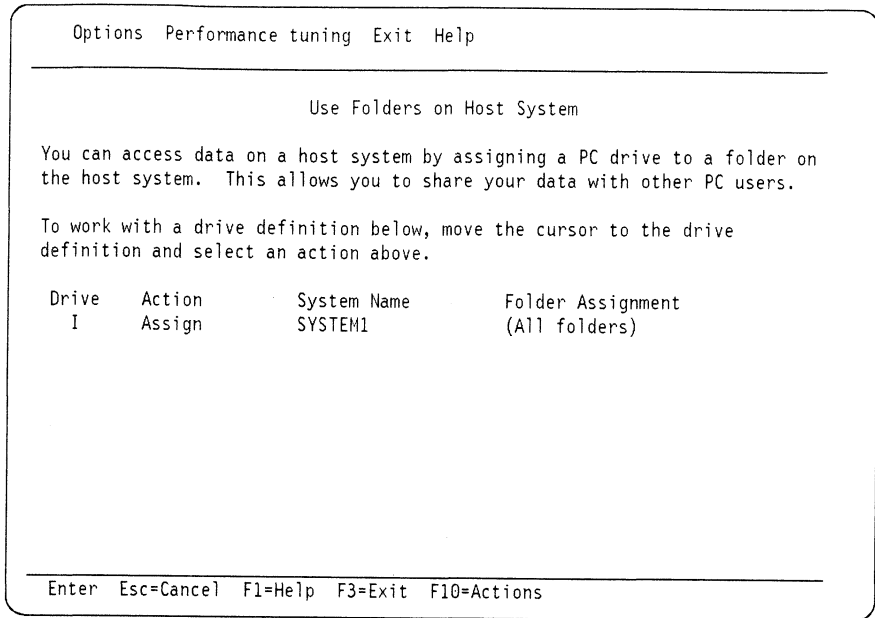 Options  Performance tuning  Exit  Help
Use Folders on Host System
You can access data on a host system by assigning a PC drive to a folder on
the host system.  This allows you to share your data with other PC users.
To work with a drive definition below, move the cursor to the drive
definition and select an action above.
Drive  Action  System Name  Folder Assignment
I  Assign  SYSTEM1  (All folders)
Enter  Esc=Cancel  F1=Help  F3=Exit  F10=Actions